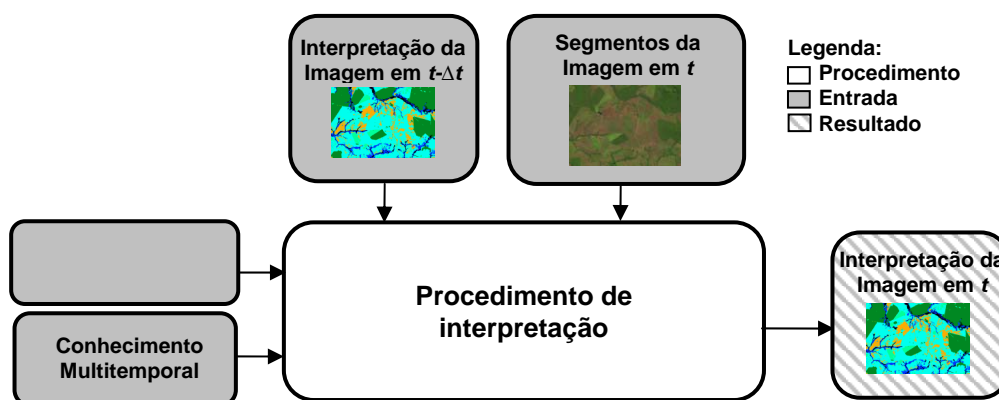 Interpretação da
Imagem em t-Δt
Segmentos da
Imagem em t
Legenda:
Procedimento
Entrada
Resultado
Procedimento de
interpretação
Conhecimento
Multitemporal
Interpretação da
Imagem em t